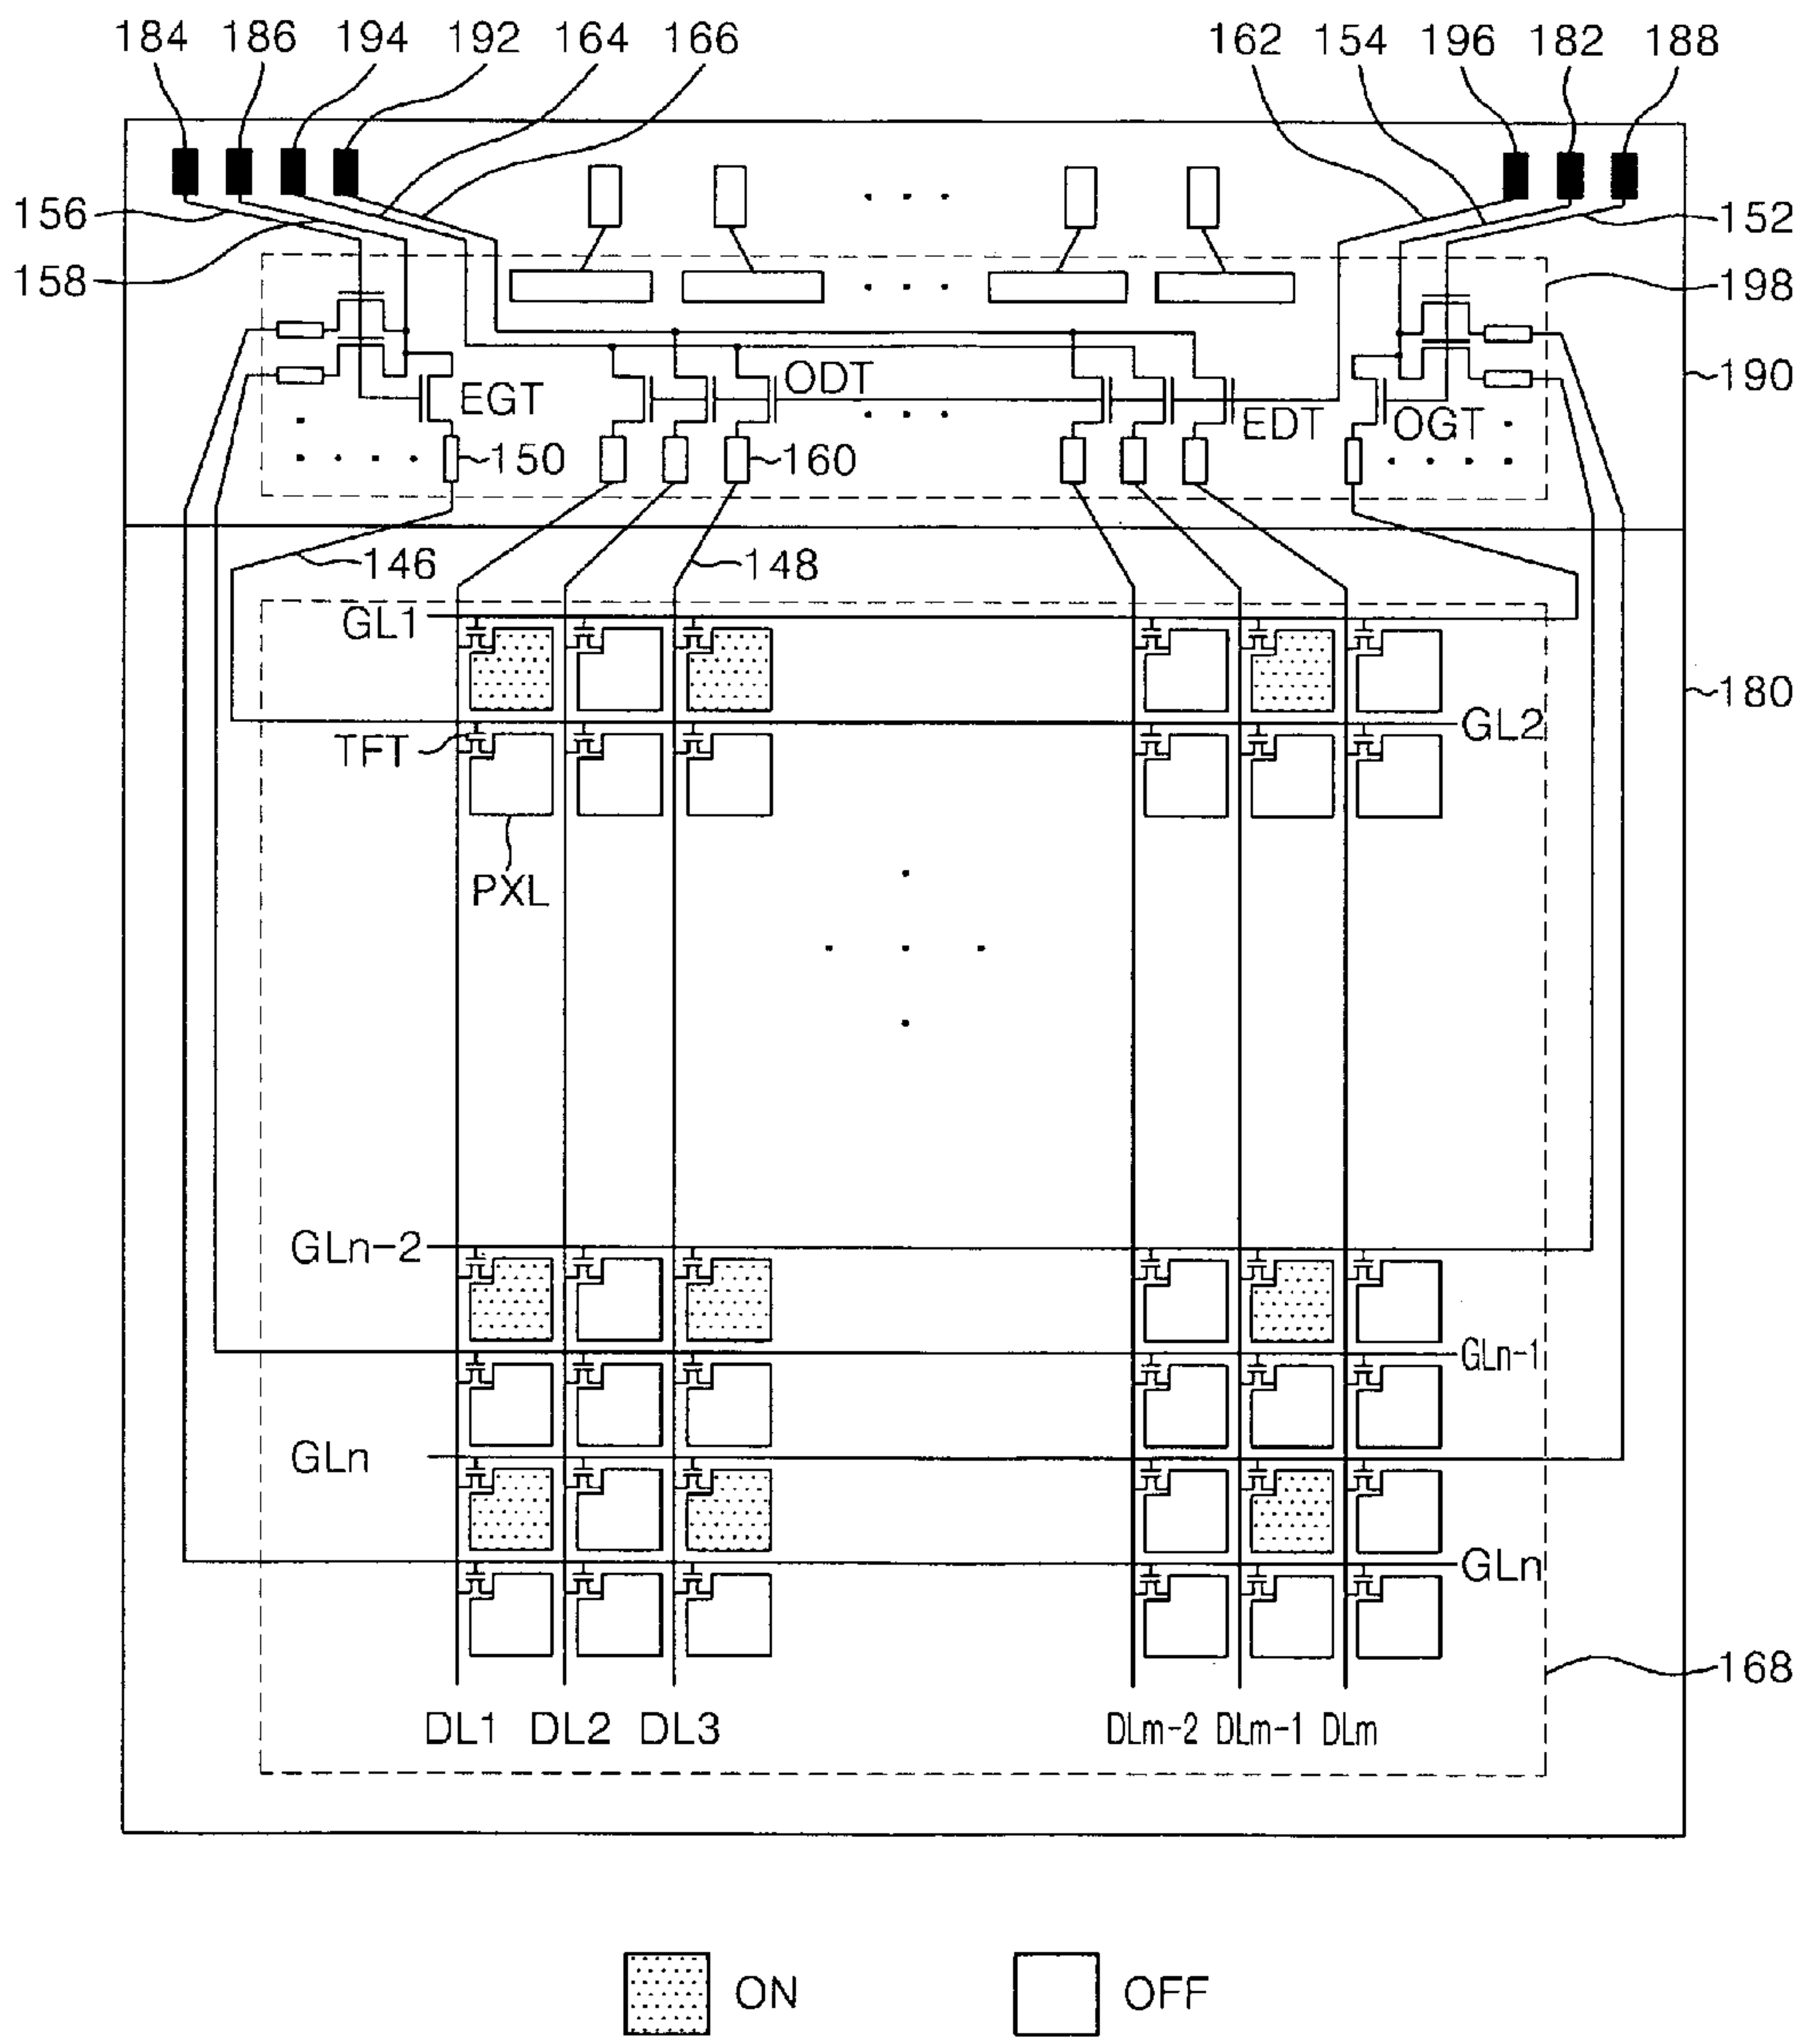 184 186 194 192 164 166 162 154 196 182 188
156 152
158 198
ODT 190
EGT EDT OGT
150 160
146 148
GL1
180
GL2
TFT
PXL
GLn-2
GLn-1
GLn
GLn
168
DL1 DL2 DL3 DLm-2 DLm-1 DLm
ON OFF